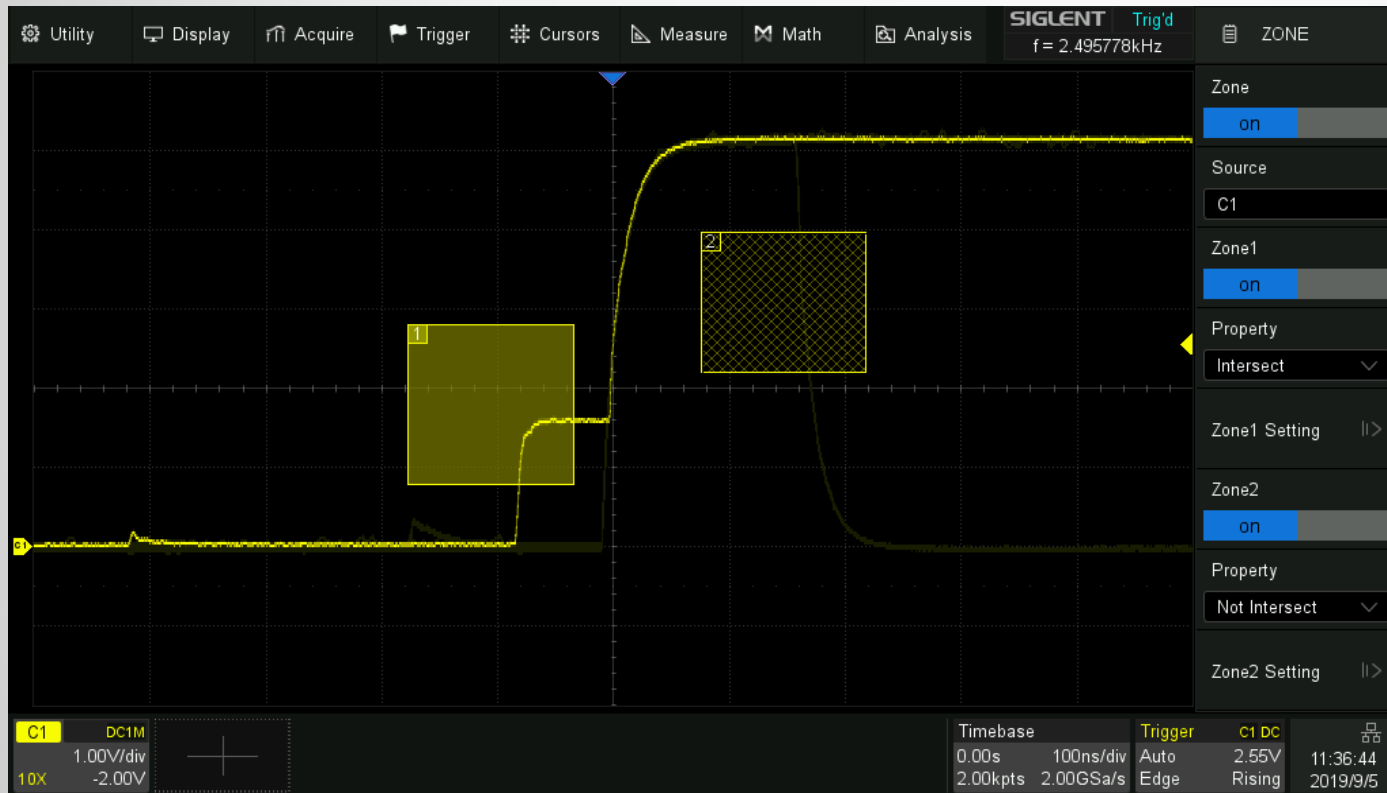 Utility Display Acquire Trigger Cursors Measure Math Analysis
SIGLENT Trig'd
f = 2.495778kHz
ZONE
Zone
on
Source
C1
Zone1
on
Property
Intersect
Zone1 Setting
Zone2
on
Property
Not Intersect
Zone2 Setting
1
2
C1
C1 DC1M
1.00V/div
10X -2.00V
Timebase
0.00s 100ns/div
2.00kpts 2.00GSa/s
Trigger C1 DC
Auto 2.55V
Edge Rising
11:36:44
2019/9/5